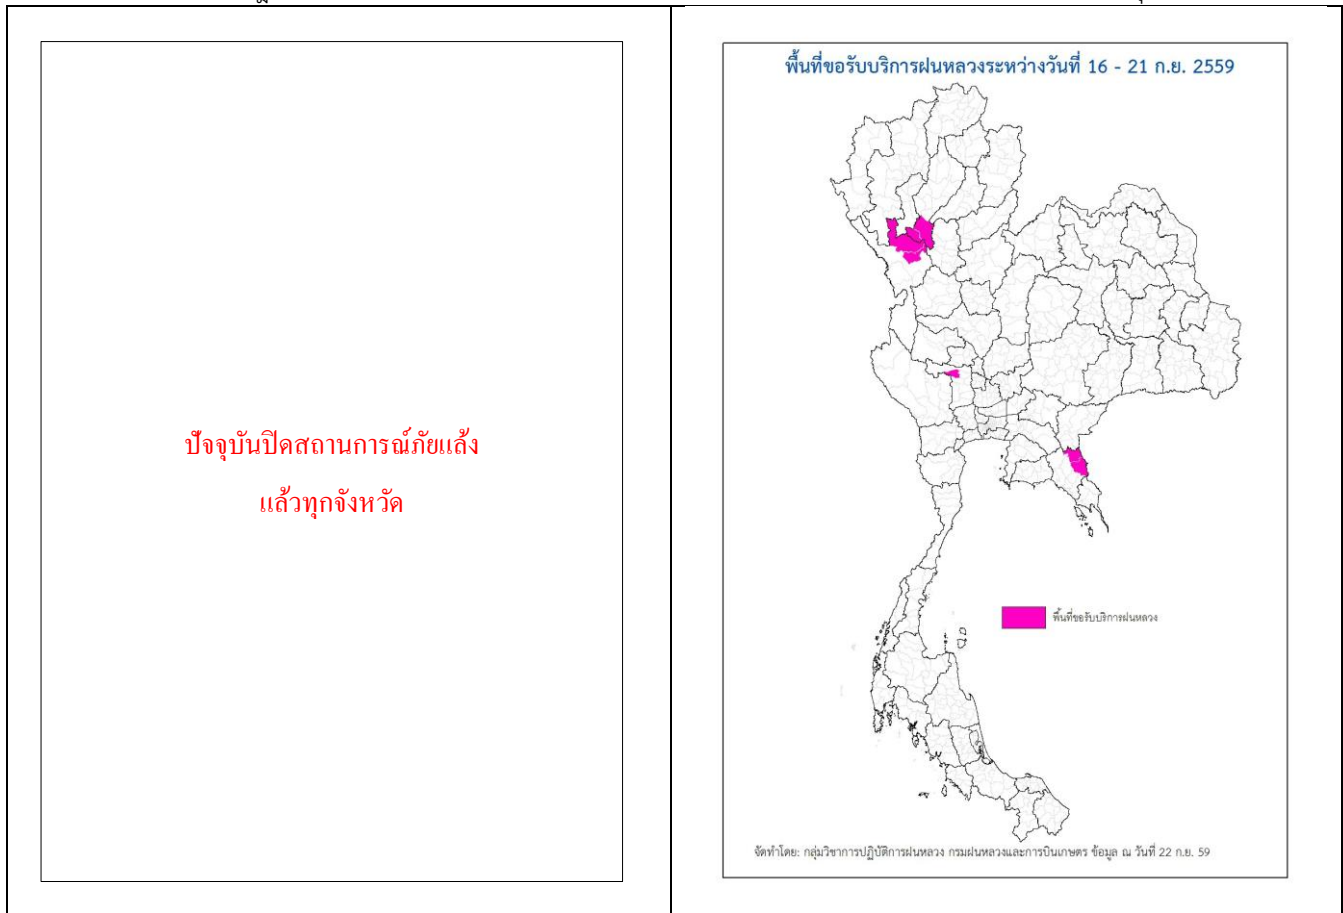 ปัจจุบันปิดสถานการณ์ภัยแล้ง
แล้วทุกจังหวัด
พื้นที่ขอรับบริการฝนหลวงระหว่างวันที่ 16 - 21 ก.ย. 2559
พื้นที่ขอรับบริการฝนหลวง
จัดทำโดย: กลุ่มวิชาการปฏิบัติการฝนหลวง กรมฝนหลวงและการบินเกษตร ข้อมูล ณ วันที่ 22 ก.ย. 59